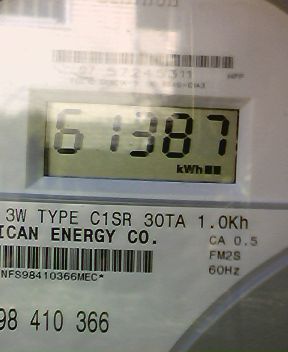 57245311
61387
kWh
3W TYPE C1SR 30TA 1.0Kh
ICAN ENERGY CO.
CA 0.5
FM2S
NFS98410366MEC*
60Hz
98 410 366